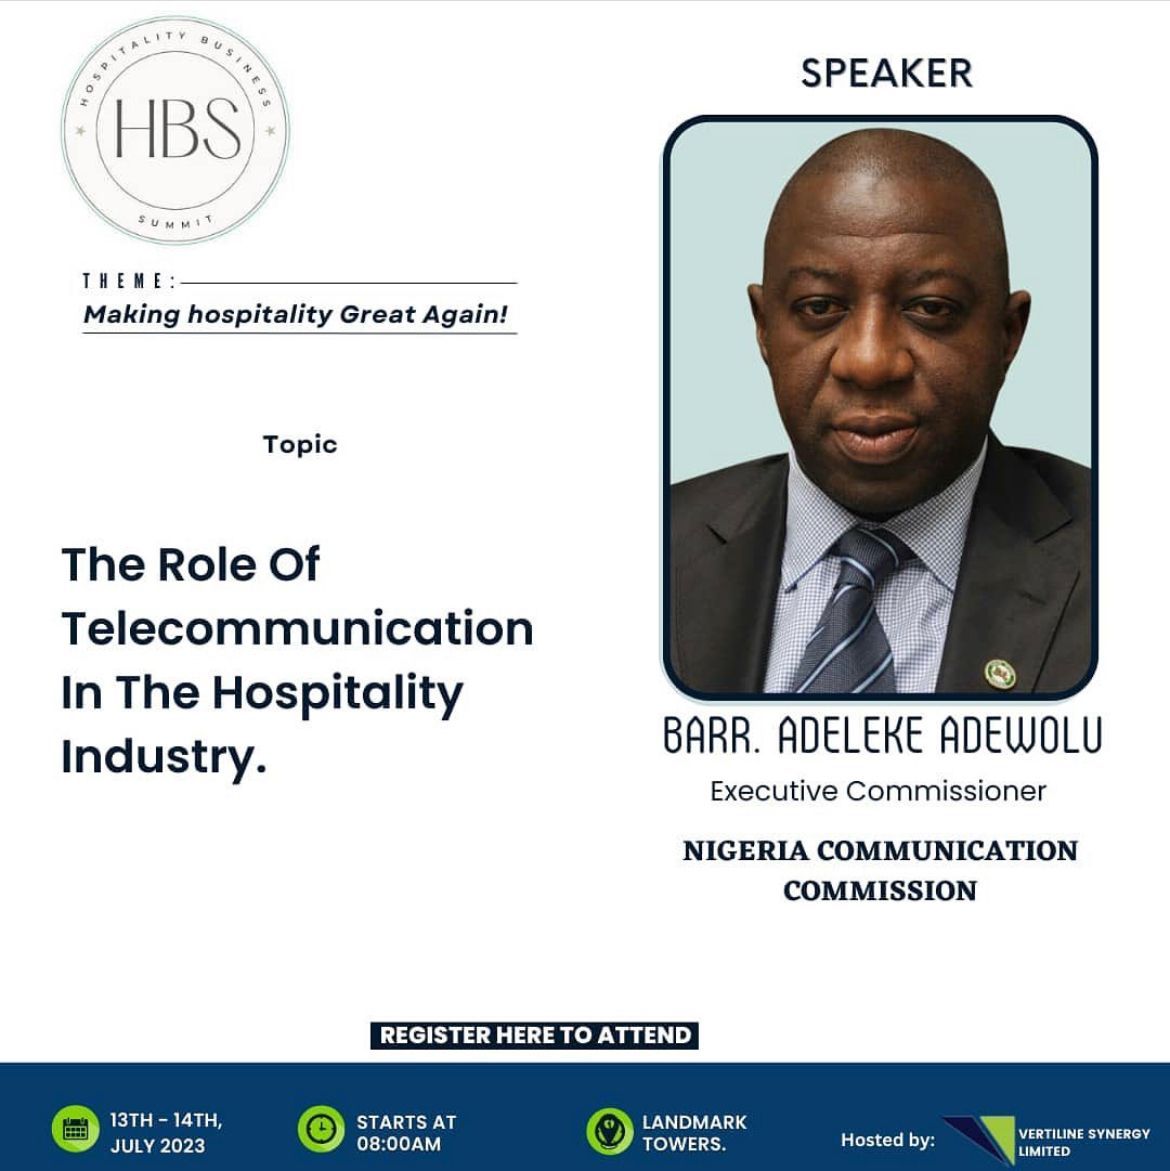 HOSPITALITY BUSINESS
HBS
SUMMIT
THEME:
Making hospitality Great Again!
Topic
The Role Of
Telecommunication
In The Hospitality
Industry.
SPEAKER
BARR. ADELEKE ADEWOLU
Executive Commissioner
NIGERIA COMMUNICATION
COMMISSION
REGISTER HERE TO ATTEND
13TH - 14TH,
JULY 2023
STARTS AT
08:00AM
LANDMARK
TOWERS.
Hosted by:
VERTILINE SYNERGY
LIMITED